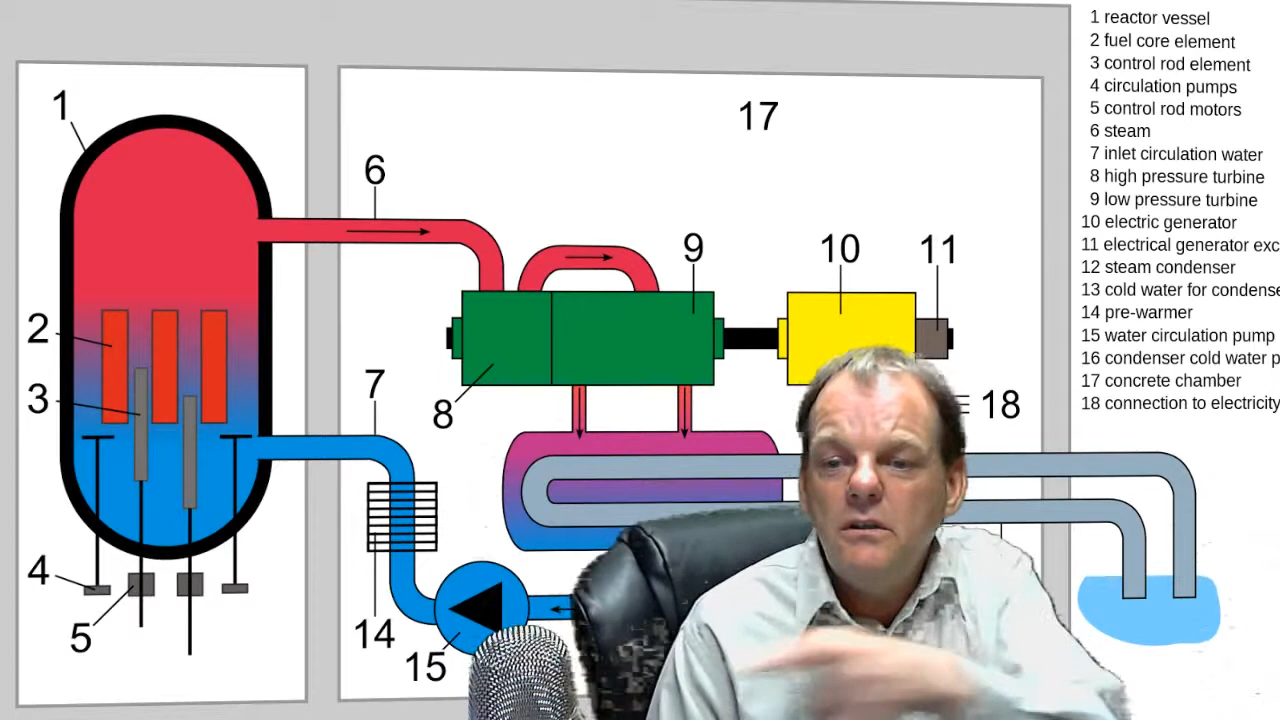 1 reactor vessel
2 fuel core element
3 control rod element
4 circulation pumps
5 control rod motors
6 steam
7 inlet circulation water
8 high pressure turbine
9 low pressure turbine
10 electric generator
11 electrical generator exc
12 steam condenser
13 cold water for condense
14 pre-warmer
15 water circulation pump
16 condenser cold water p
17 concrete chamber
18 connection to electricity
1
17
6
9
10
11
2
3
7
8
18
4
5
14
15